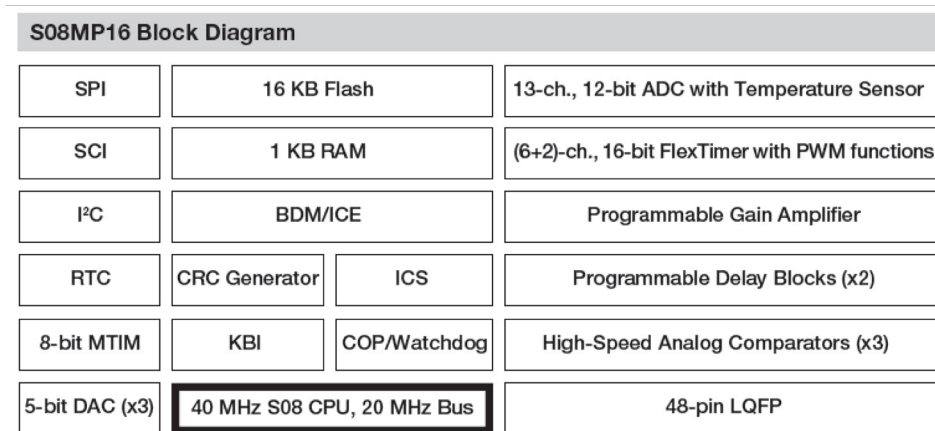 S08MP16 Block Diagram
SPI 16 KB Flash 13-ch., 12-bit ADC with Temperature Sensor
SCI 1 KB RAM (6+2)-ch., 16-bit FlexTimer with PWM functions
I²C BDM/ICE Programmable Gain Amplifier
RTC CRC Generator ICS Programmable Delay Blocks (x2)
8-bit MTIM KBI COP/Watchdog High-Speed Analog Comparators (x3)
5-bit DAC (x3) 40 MHz S08 CPU, 20 MHz Bus 48-pin LQFP